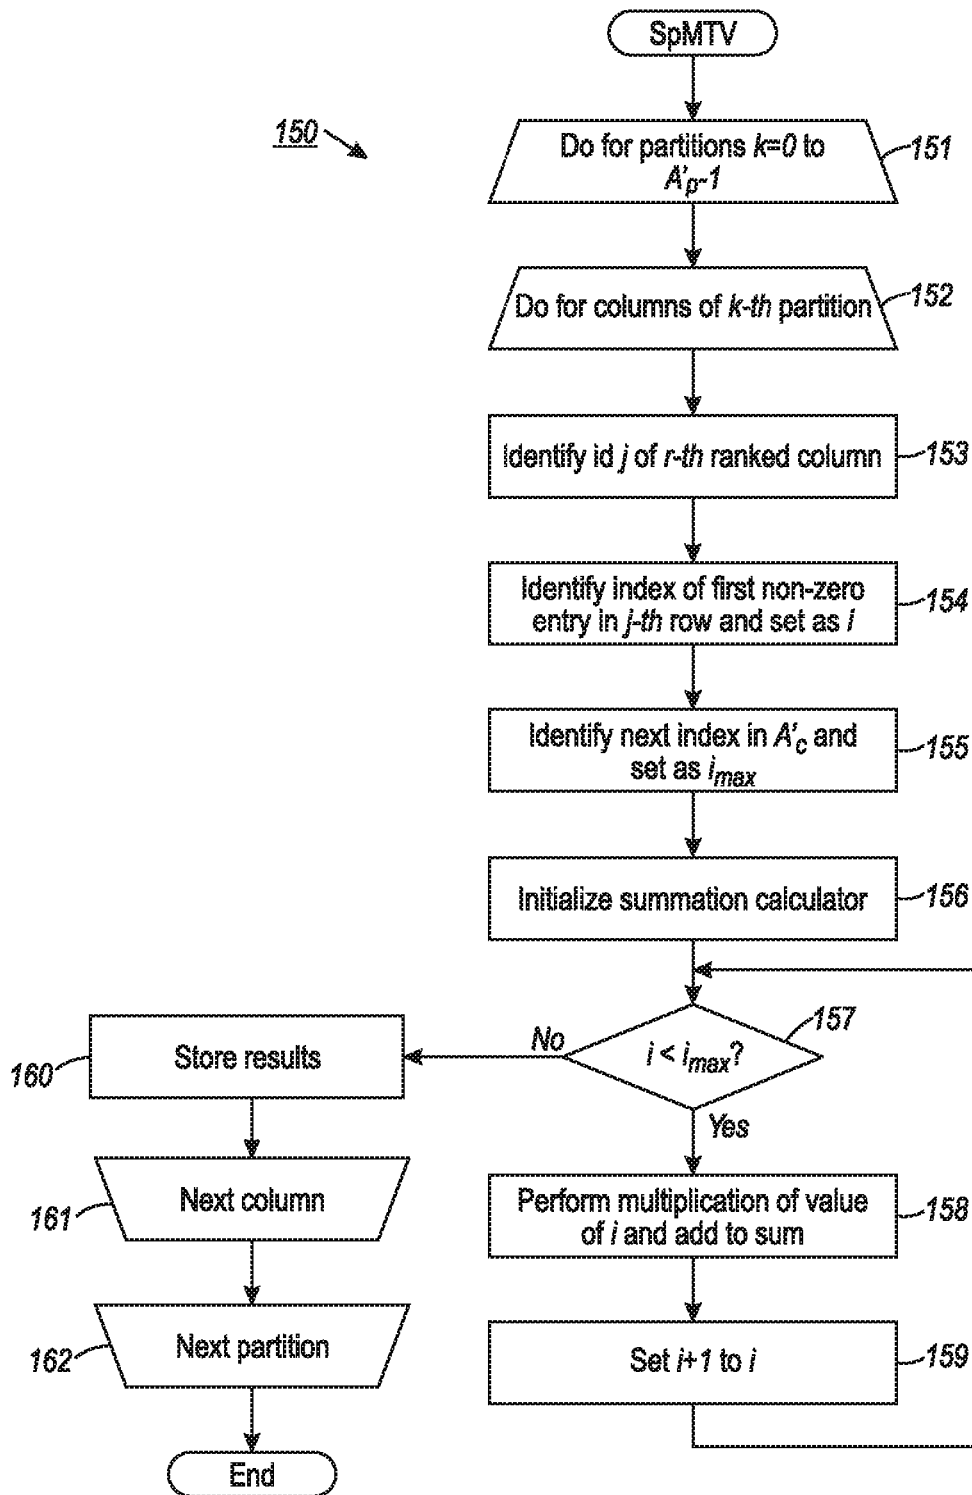 SpMTV
150
Do for partitions k=0 to
A'p-1
151
Do for columns of k-th partition
152
Identify id j of r-th ranked column
153
Identify index of first non-zero
entry in j-th row and set as i
154
Identify next index in A'c and
set as imax
155
Initialize summation calculator
156
i < imax?
157
No
Yes
Store results
160
Perform multiplication of value
of i and add to sum
158
Next column
161
Set i+1 to i
159
Next partition
162
End